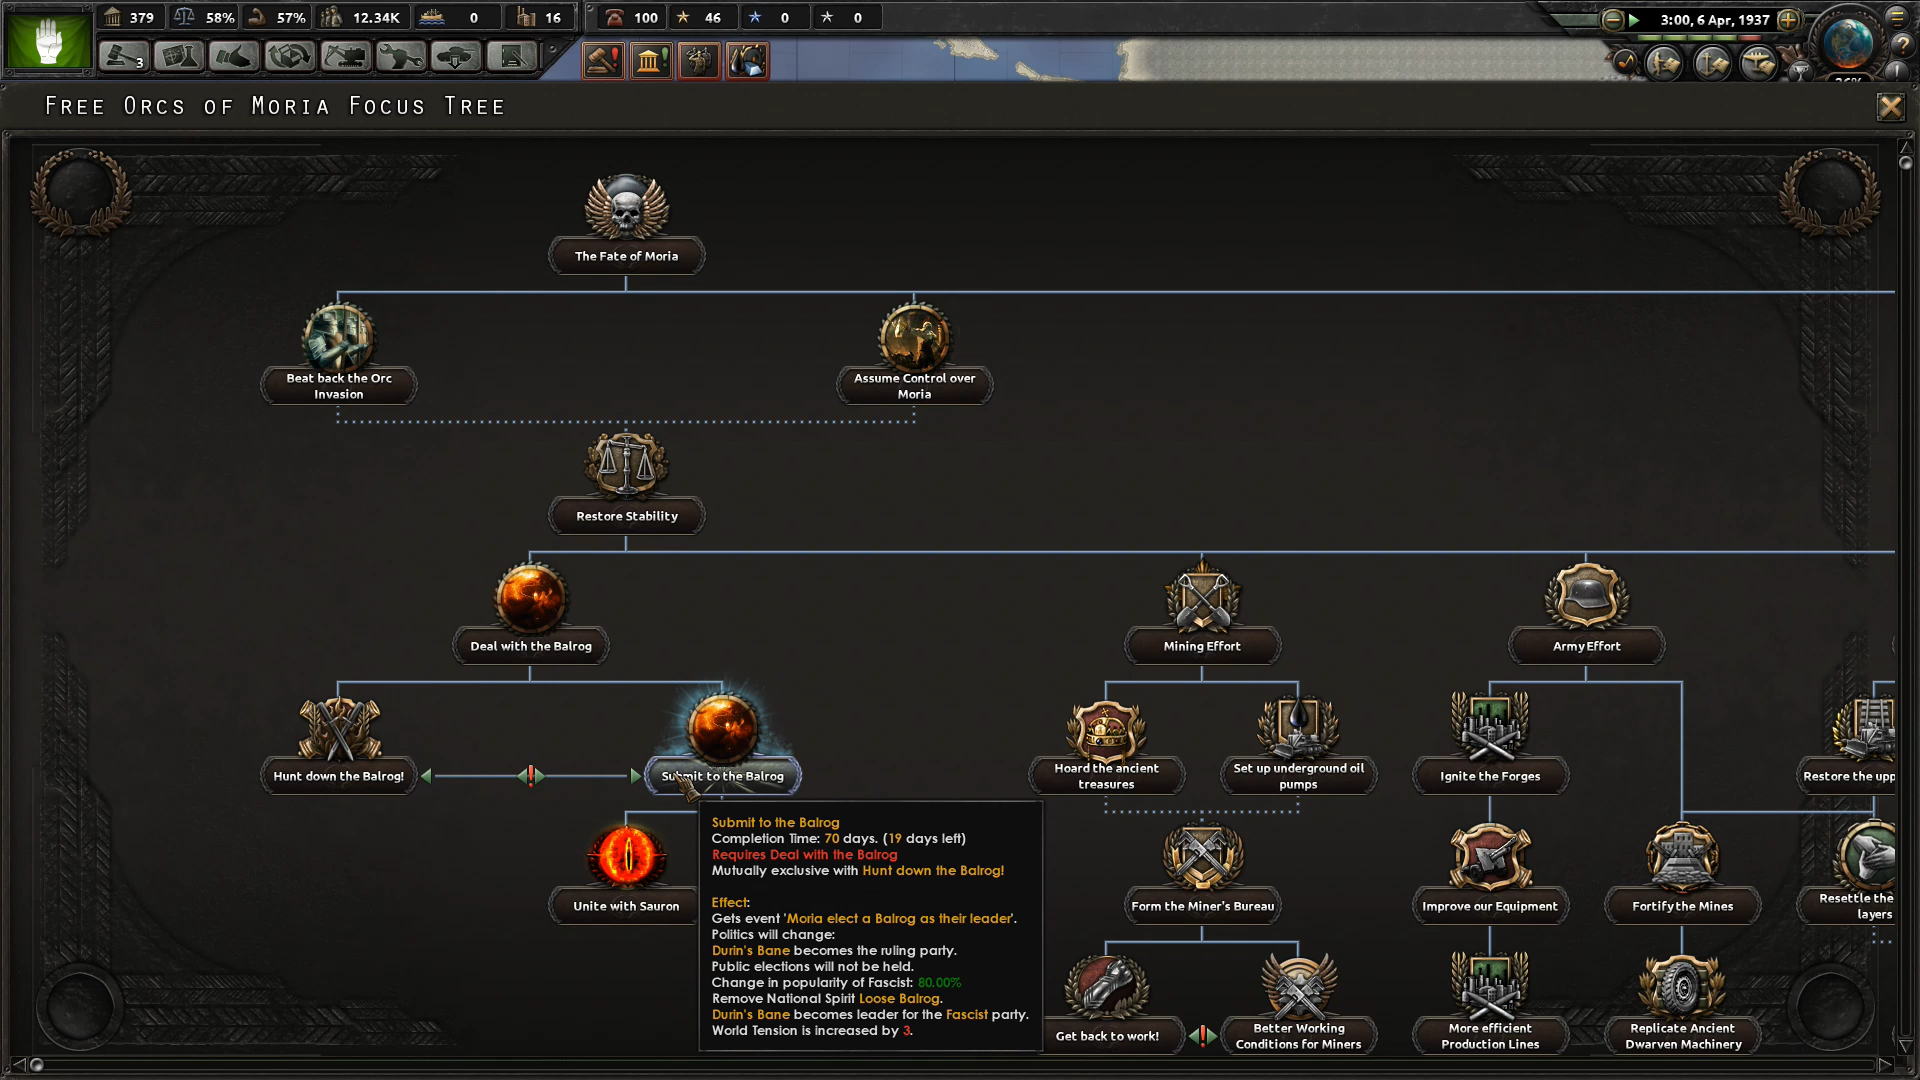 379
58%
57%
12.34K
0
16
100
46
0
0
3:00, 6 Apr, 1937
3
Free Orcs of Moria Focus Tree
The Fate of Moria
Beat back the Orc
Invasion
Assume Control over
Moria
Restore Stability
Deal with the Balrog
Mining Effort
Army Effort
Hunt down the Balrog!
Submit to the Balrog
Hoard the ancient
treasures
Set up underground oil
pumps
Ignite the Forges
Restore the upp
Submit to the Balrog
Completion Time: 70 days. (19 days left)
Requires Deal with the Balrog
Mutually exclusive with Hunt down the Balrog!
Effect:
Gets event 'Moria elect a Balrog as their leader'.
Politics will change:
Durin's Bane becomes the ruling party.
Public elections will not be held.
Change in popularity of Fascist: 80.00%
Remove National Spirit Loose Balrog.
Durin's Bane becomes leader for the Fascist party.
World Tension is increased by 3.
Unite with Sauron
Form the Miner's Bureau
Improve our Equipment
Fortify the Mines
Resettle the
layers
Get back to work!
Better Working
Conditions for Miners
More efficient
Production Lines
Replicate Ancient
Dwarven Machinery